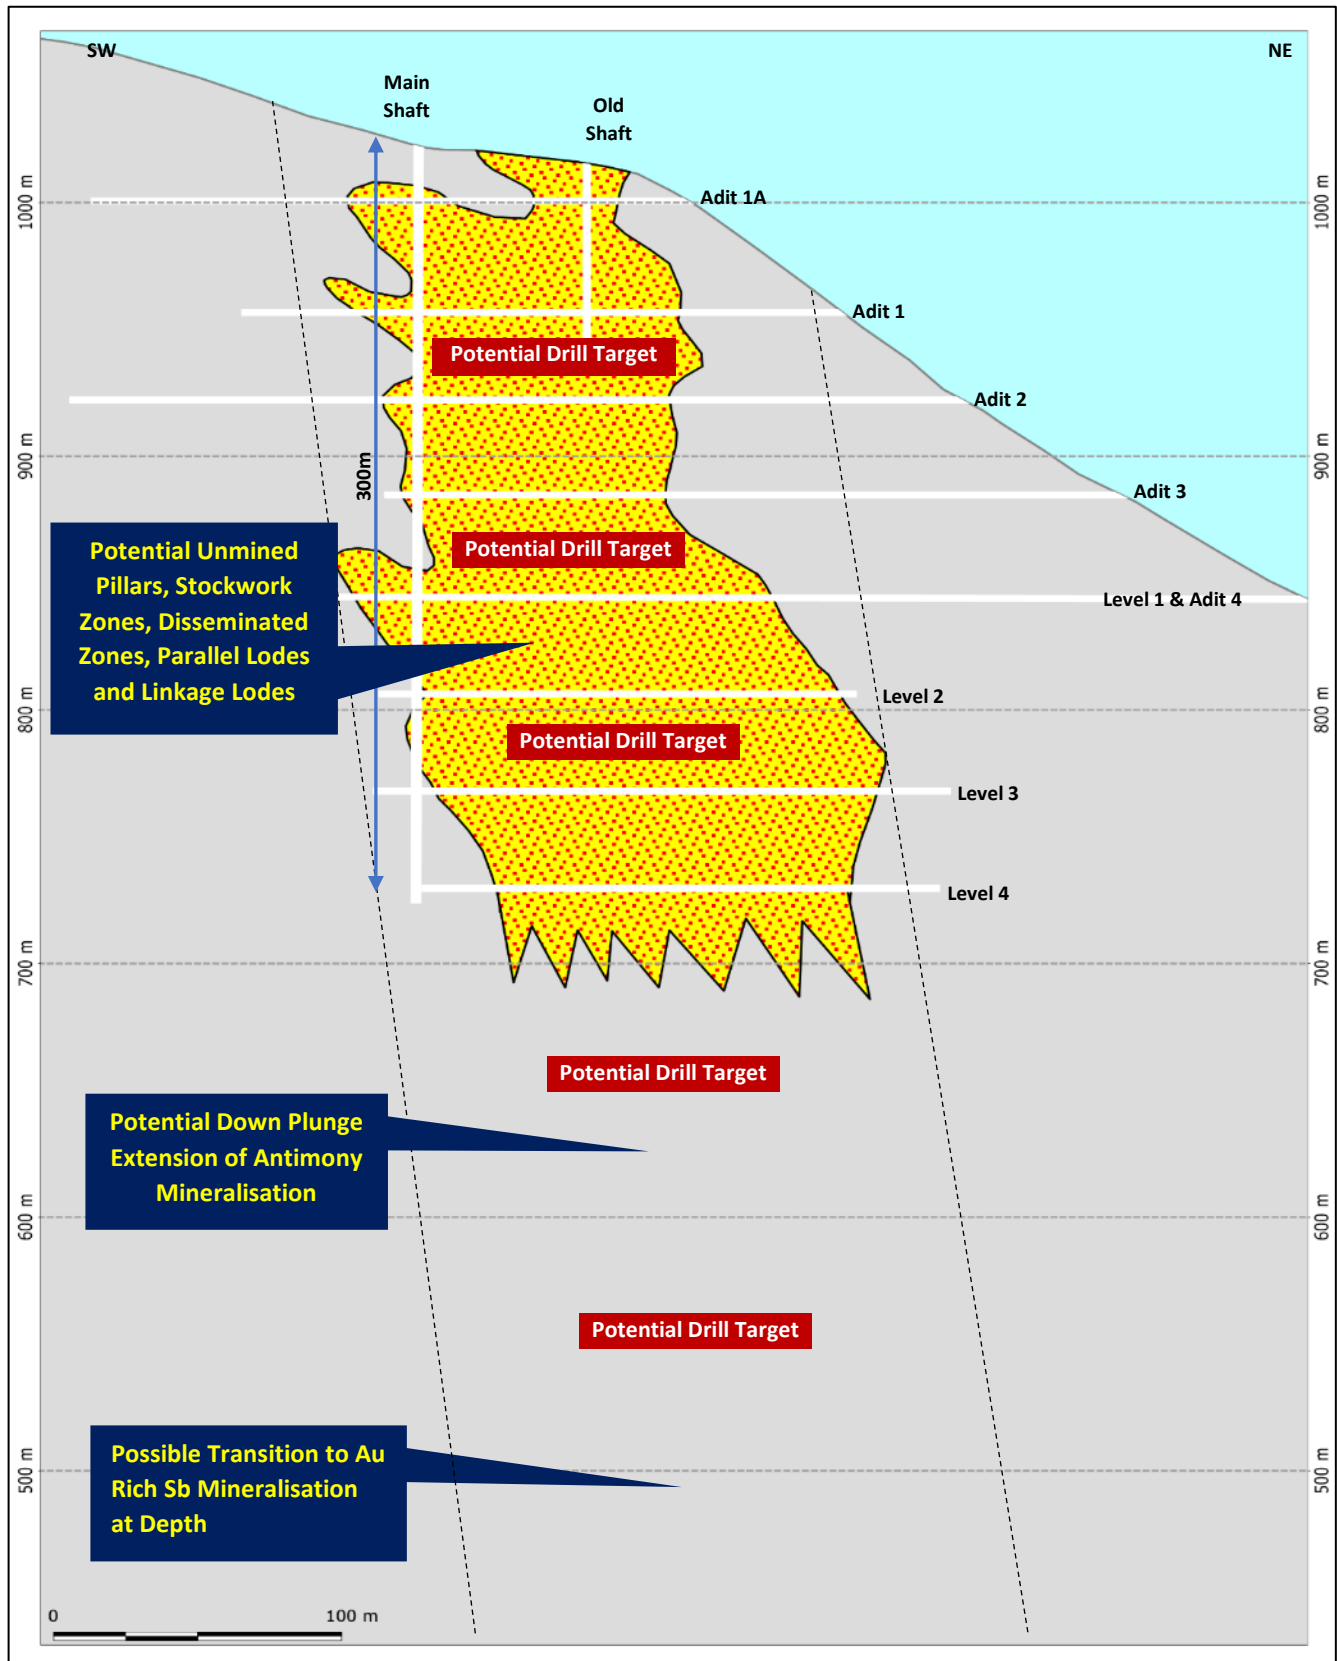 SW
NE
Main
Shaft
Old
Shaft
1000 m
1000 m
Adit 1A
Adit 1
Potential Drill Target
Adit 2
900 m
900 m
300m
Adit 3
Potential Drill Target
Potential Unmined
Pillars, Stockwork
Zones, Disseminated
Zones, Parallel Lodes
and Linkage Lodes
Level 1 & Adit 4
Level 2
800 m
800 m
Potential Drill Target
Level 3
Level 4
700 m
700 m
Potential Drill Target
Potential Down Plunge
Extension of Antimony
Mineralisation
600 m
600 m
Potential Drill Target
Possible Transition to Au
Rich Sb Mineralisation
at Depth
500 m
500 m
0
100 m